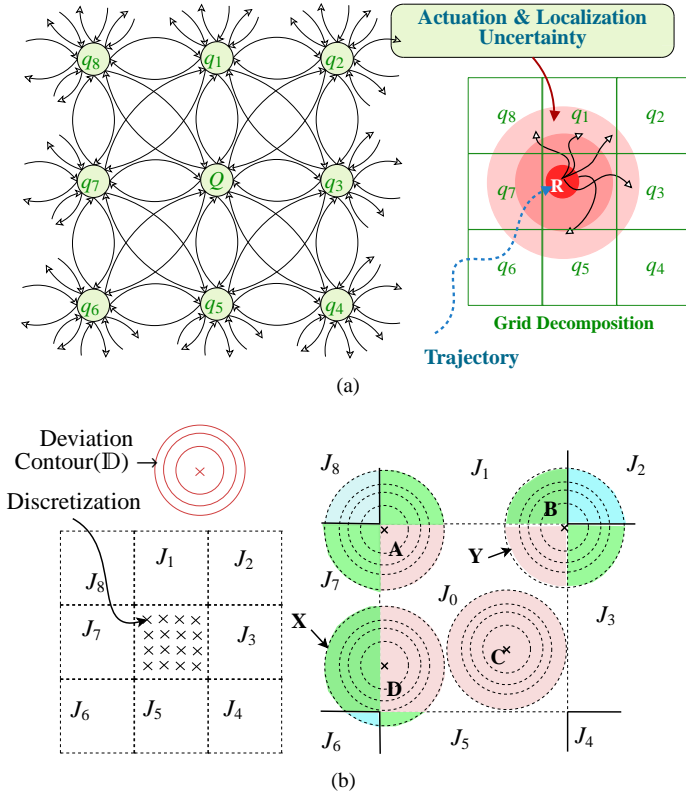 Actuation & Localization
Uncertainty
q8 q1 q2
q7 Q q3
q6 q5 q4
q8 q1 q2
q7 R q3
q6 q5 q4
Grid Decomposition
Trajectory
(a)
Deviation
Contour(𝔻)
Discretization
J1 J2
J8
J7 J3
J6 J5 J4
J8 J1 J2
B
A Y
J7
J0
X J3
C
D
J6 J5 J4
(b)